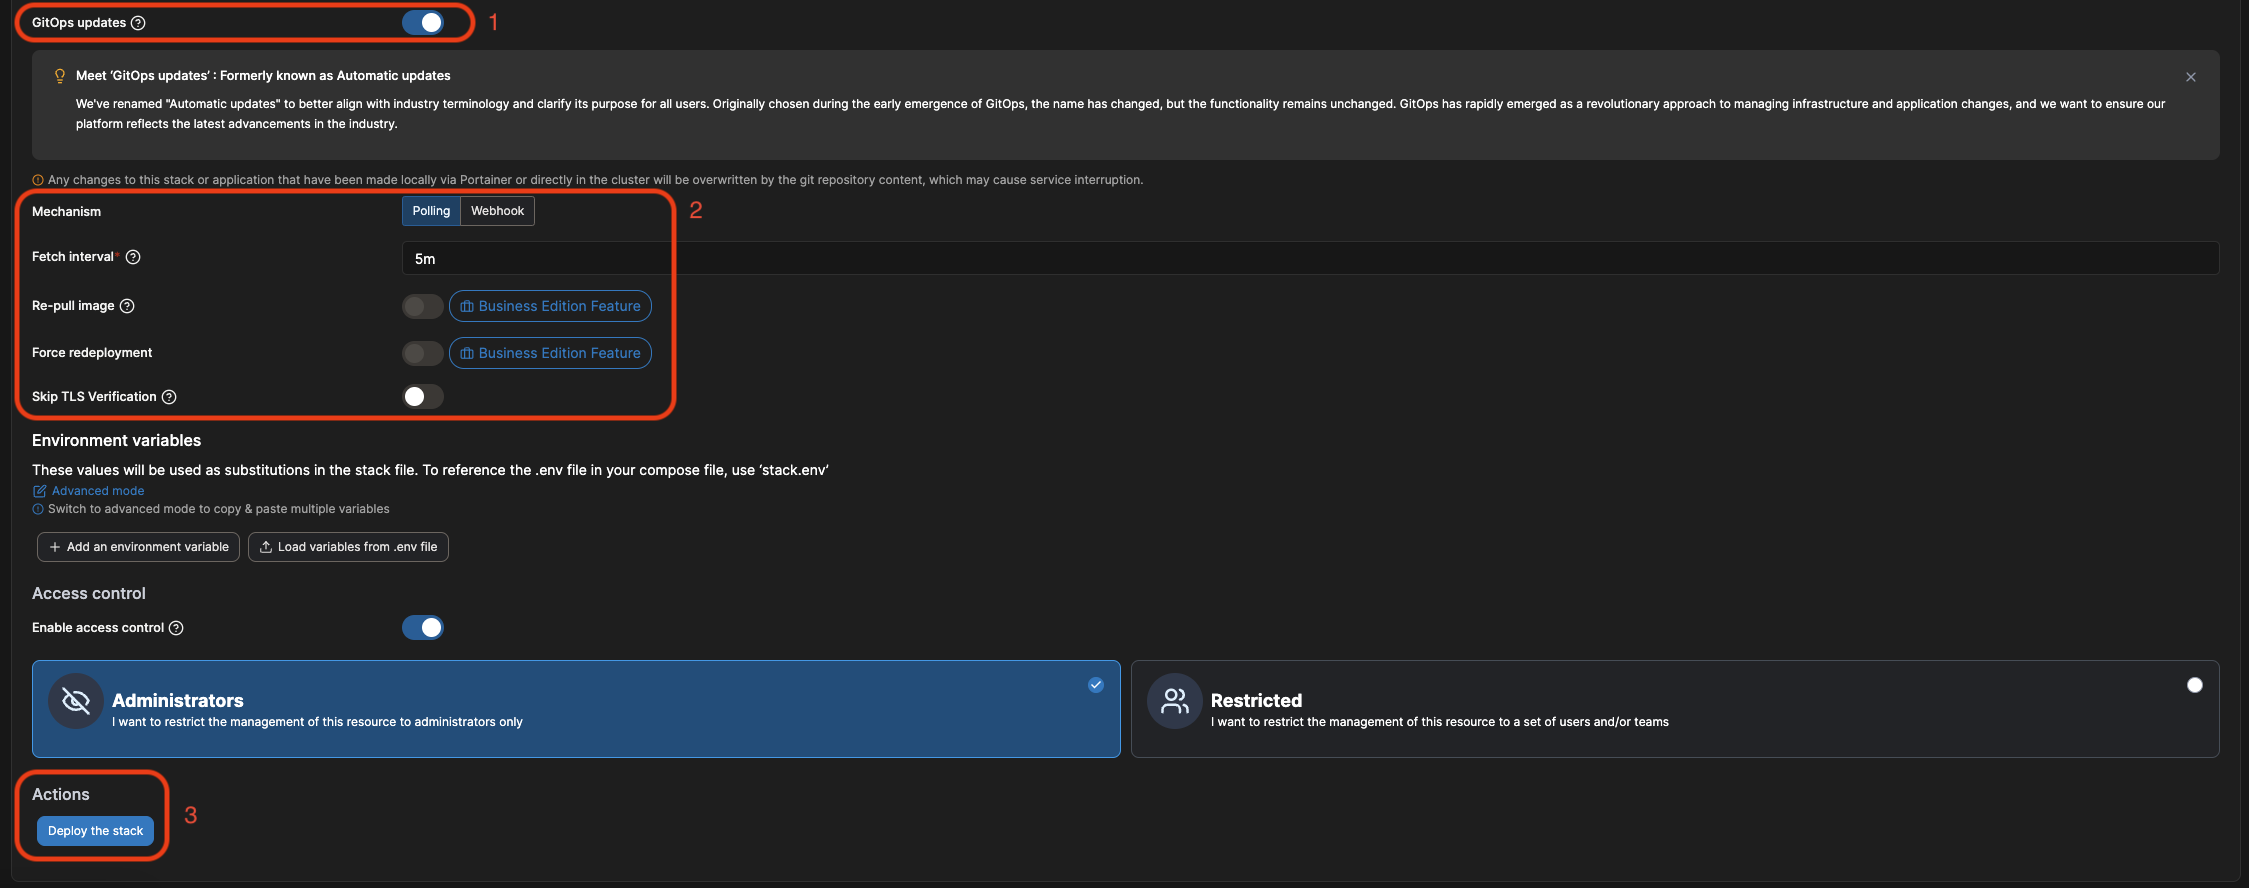 GitOps updates
1
Meet ‘GitOps updates’ : Formerly known as Automatic updates
We've renamed "Automatic updates" to better align with industry terminology and clarify its purpose for all users. Originally chosen during the early emergence of GitOps, the name has changed, but the functionality remains unchanged. GitOps has rapidly emerged as a revolutionary approach to managing infrastructure and application changes, and we want to ensure our
platform reflects the latest advancements in the industry.
Any changes to this stack or application that have been made locally via Portainer or directly in the cluster will be overwritten by the git repository content, which may cause service interruption.
Mechanism Polling Webhook
2
Fetch interval* 5m
Re-pull image Business Edition Feature
Force redeployment Business Edition Feature
Skip TLS Verification
Environment variables
These values will be used as substitutions in the stack file. To reference the .env file in your compose file, use ‘stack.env’
Advanced mode
Switch to advanced mode to copy & paste multiple variables
+ Add an environment variable Load variables from .env file
Access control
Enable access control
Administrators
I want to restrict the management of this resource to administrators only
Restricted
I want to restrict the management of this resource to a set of users and/or teams
Actions
Deploy the stack
3